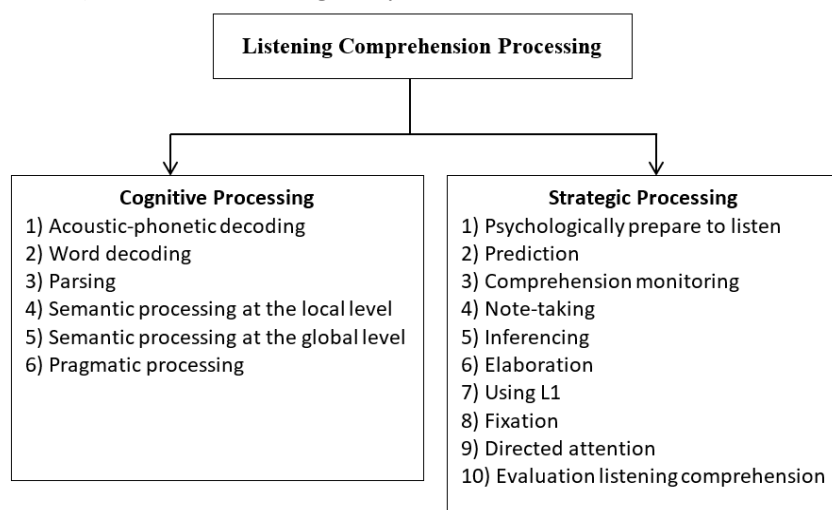 Listening Comprehension Processing
Cognitive Processing
1) Acoustic-phonetic decoding
2) Word decoding
3) Parsing
4) Semantic processing at the local level
5) Semantic processing at the global level
6) Pragmatic processing
Strategic Processing
1) Psychologically prepare to listen
2) Prediction
3) Comprehension monitoring
4) Note-taking
5) Inferencing
6) Elaboration
7) Using L1
8) Fixation
9) Directed attention
10) Evaluation listening comprehension